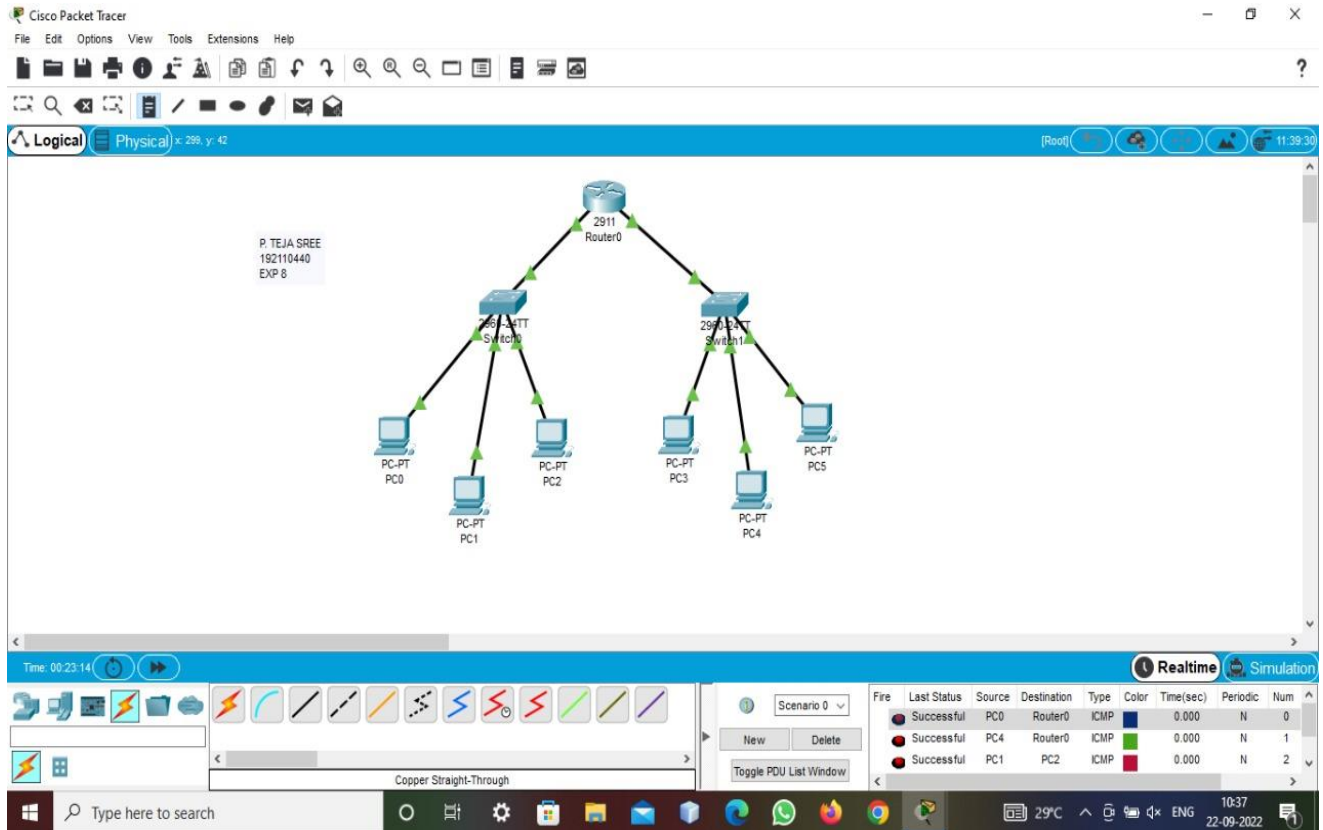 Cisco Packet Tracer
File Edit Options View Tools Extensions Help
?
Logical Physical x: 299, y: 42 [Root] 11:39:30
P. TEJA SREE
192110440
EXP 8
2911
Router0
2960-24TT
Switch0
2960-24TT
Switch1
PC-PT
PC0
PC-PT
PC1
PC-PT
PC2
PC-PT
PC3
PC-PT
PC4
PC-PT
PC5
Time: 00:23:14 Realtime Simulation
Scenario 0
New Delete
Toggle PDU List Window
Fire Last Status Source Destination Type Color Time(sec) Periodic Num
Successful PC0 Router0 ICMP 0.000 N 0
Successful PC4 Router0 ICMP 0.000 N 1
Successful PC1 PC2 ICMP 0.000 N 2
Copper Straight-Through
Type here to search 29°C ENG 10:37
22-09-2022